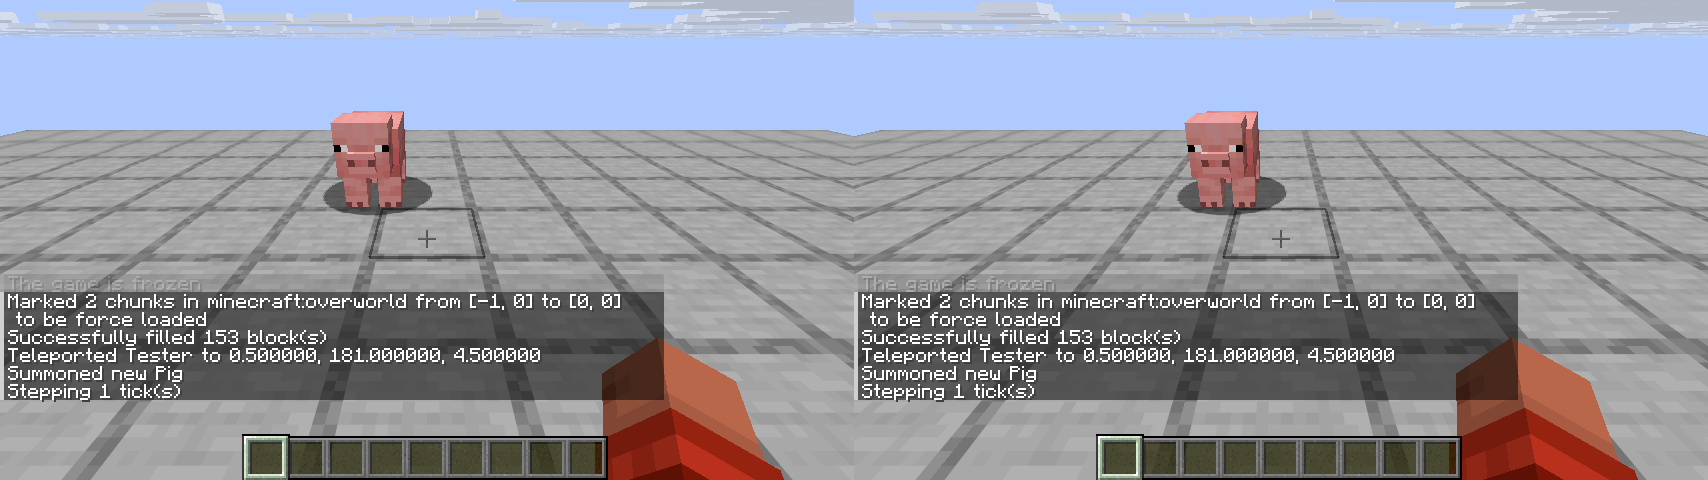 The game is frozen
Marked 2 chunks in minecraft:overworld from [-1, 0] to [0, 0]
to be force loaded
Successfully filled 153 block(s)
Teleported Tester to 0.500000, 181.000000, 4.500000
Summoned new Pig
Stepping 1 tick(s)
The game is frozen
Marked 2 chunks in minecraft:overworld from [-1, 0] to [0, 0]
to be force loaded
Successfully filled 153 block(s)
Teleported Tester to 0.500000, 181.000000, 4.500000
Summoned new Pig
Stepping 1 tick(s)